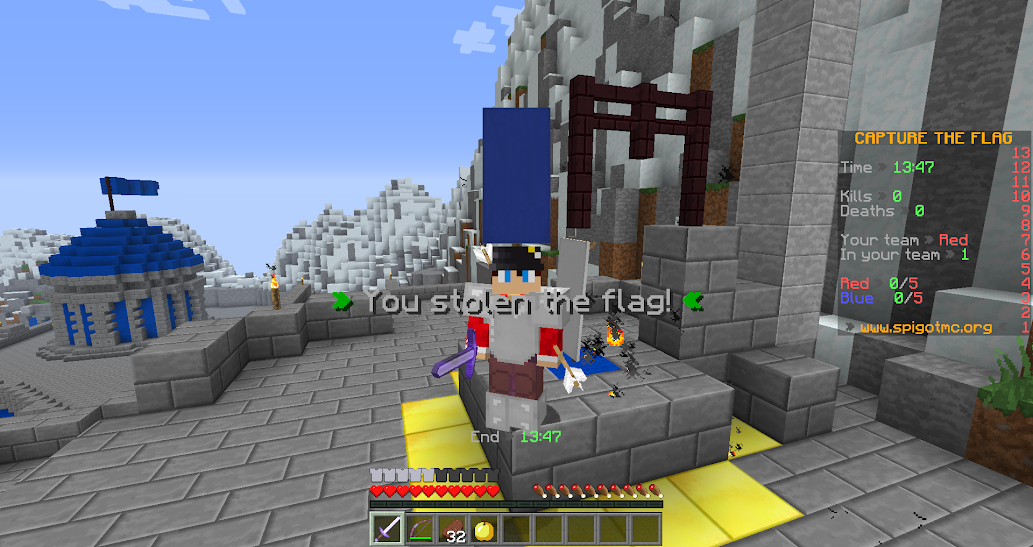 CAPTURE THE FLAG
13
Time » 13:47 12
11
Kills » 0 10
Deaths » 0 9
8
Your team » Red 7
In your team » 1 6
5
Red 0/5 4
Blue 0/5 3
2
» www.spigotmc.org 1
You stolen the flag!
End » 13:47
32